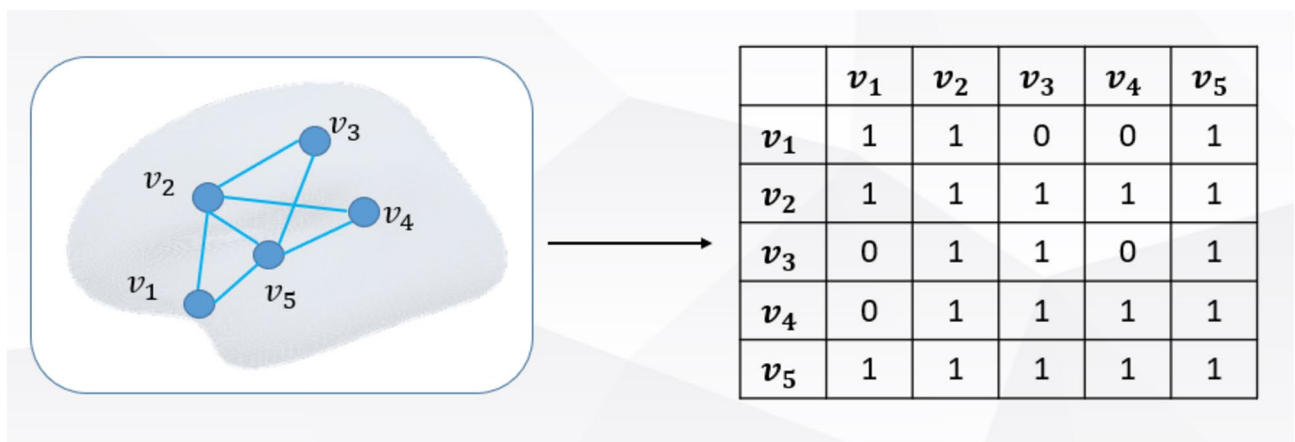 v₃
v₂
v₄
v₁
v₅
v₁ v₂ v₃ v₄ v₅
v₁ 1 1 0 0 1
v₂ 1 1 1 1 1
v₃ 0 1 1 0 1
v₄ 0 1 1 1 1
v₅ 1 1 1 1 1